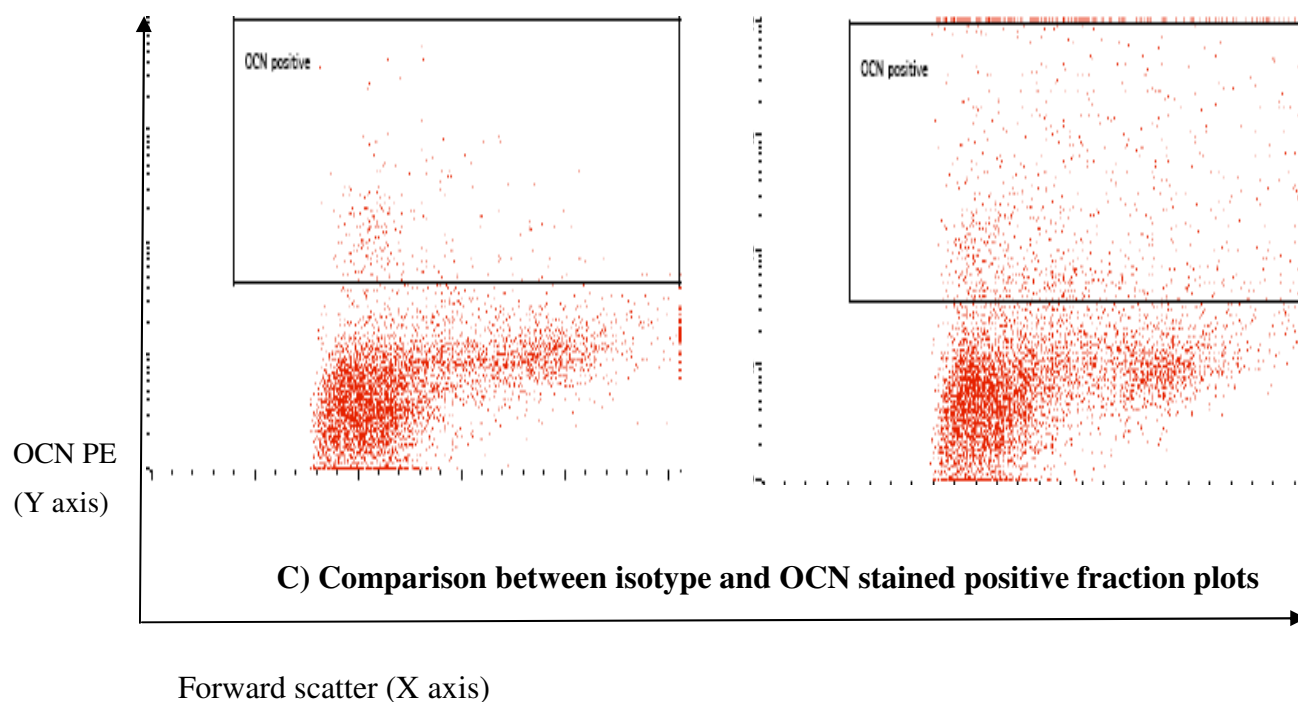 OCN positive
OCN positive
OCN PE
(Y axis)
C) Comparison between isotype and OCN stained positive fraction plots
Forward scatter (X axis)